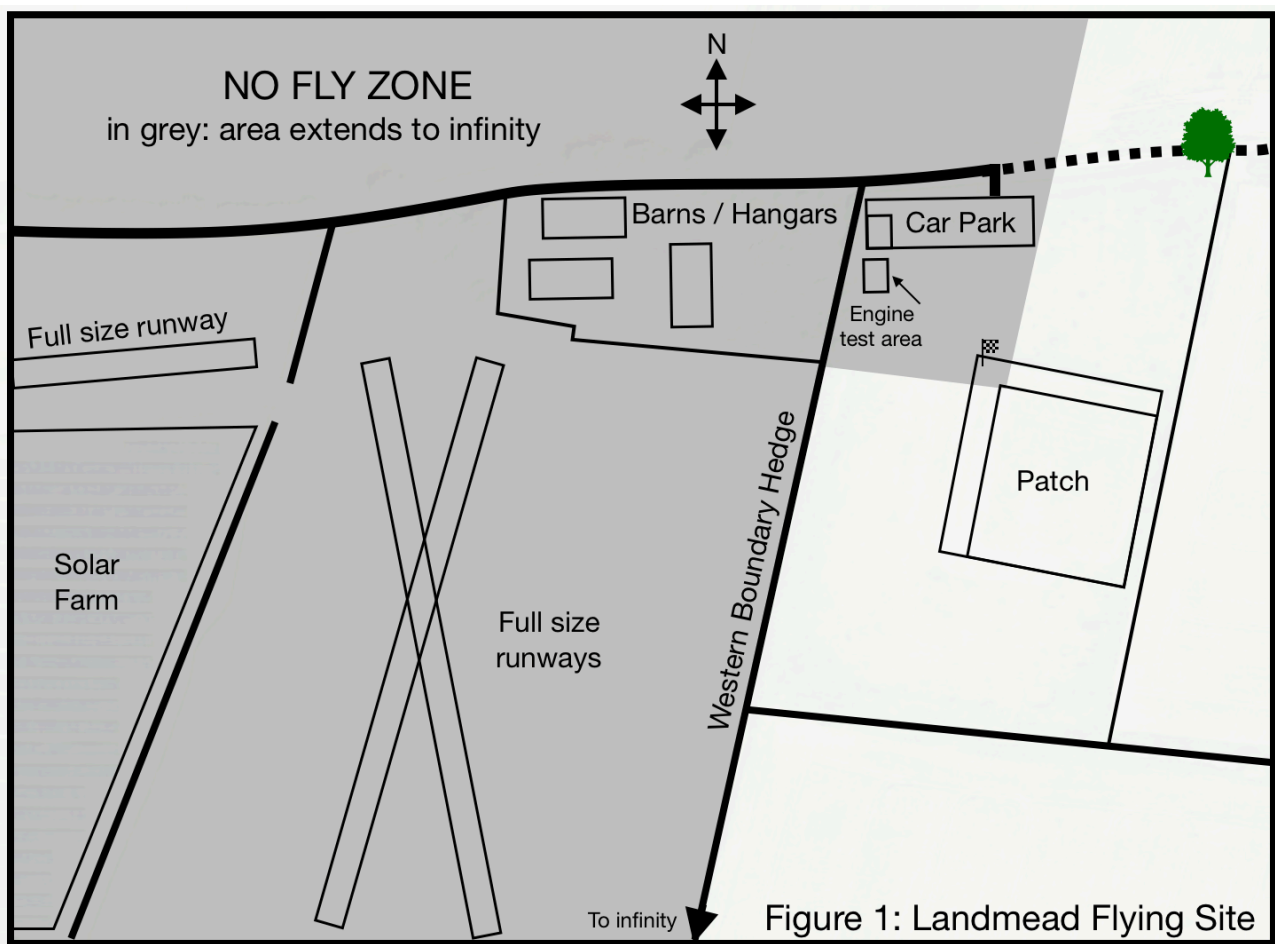 N
NO FLY ZONE
in grey: area extends to infinity
Barns / Hangars
Car Park
Full size runway
Engine
test area
Western Boundary Hedge
Patch
Solar
Farm
Full size
runways
To infinity
Figure 1: Landmead Flying Site